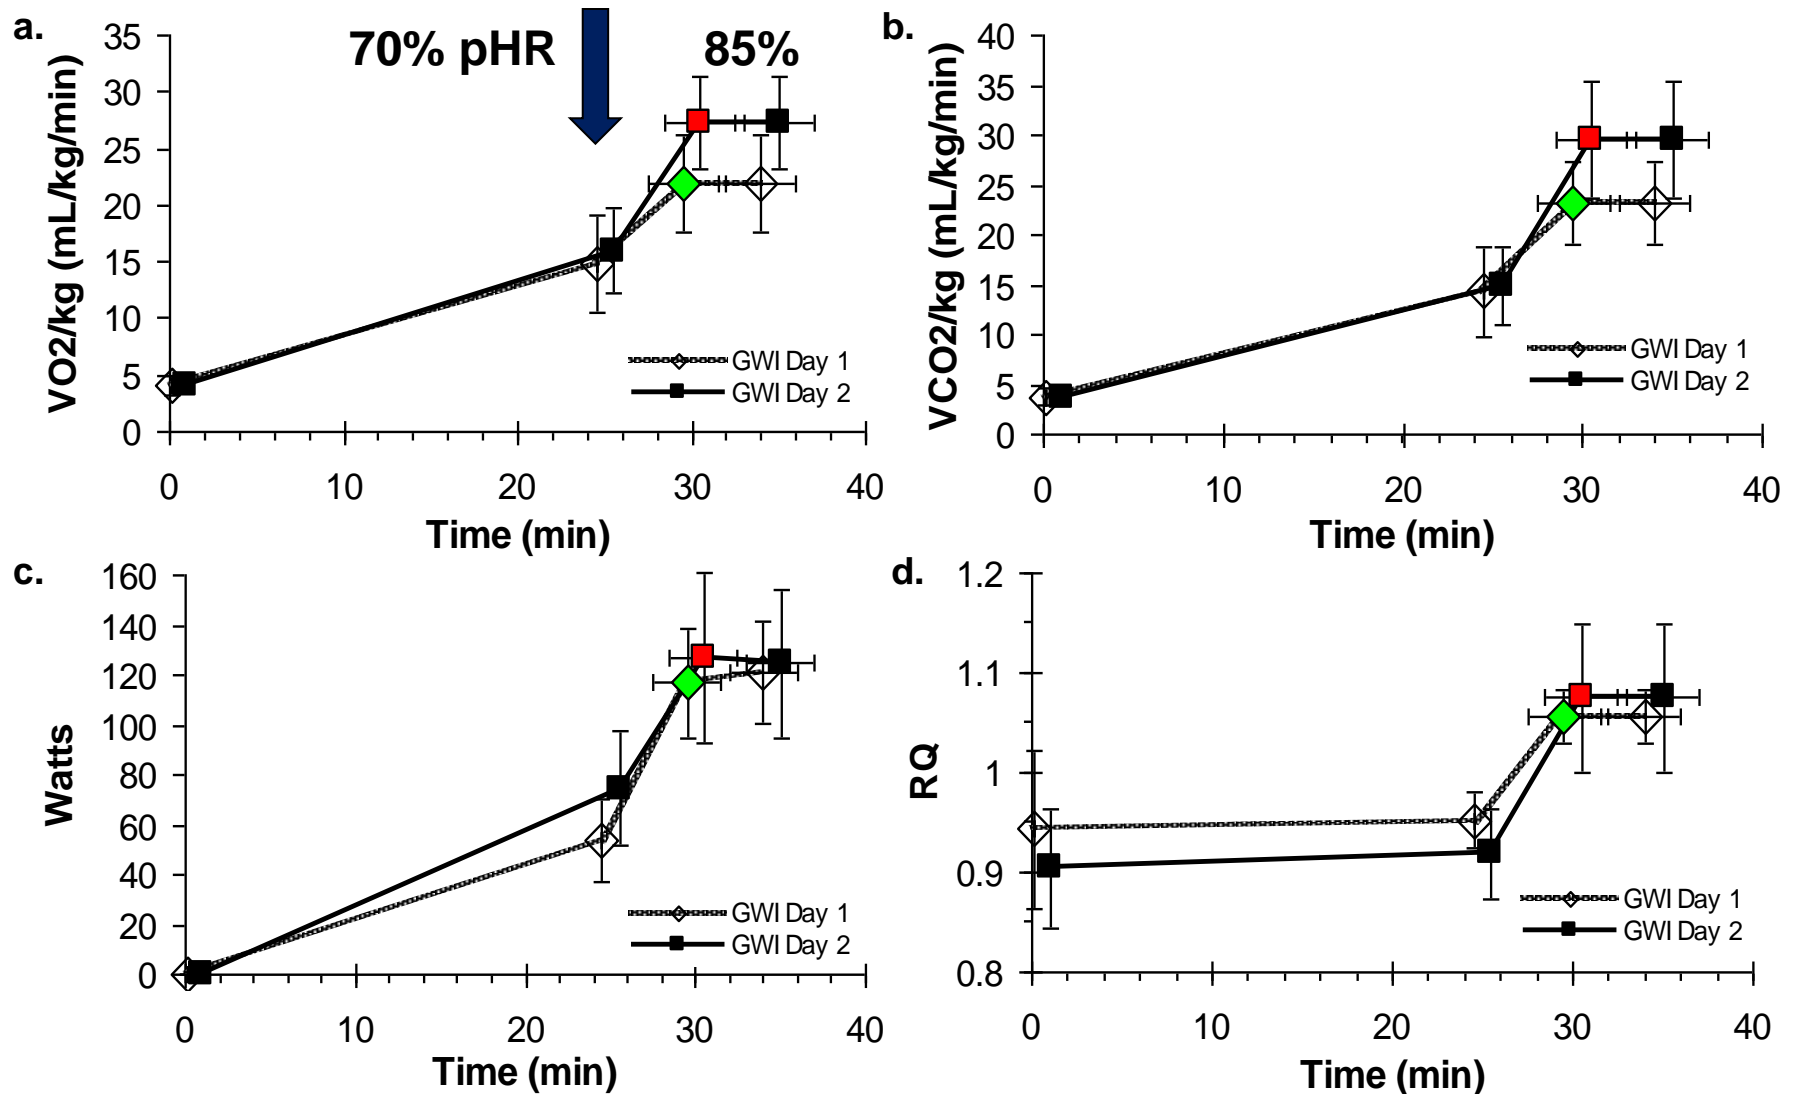 a.
70% pHR
85%
VO2/kg (mL/kg/min)
35
30
25
20
15
10
5
0
0 10 20 30 40
Time (min)
GWI Day 1
GWI Day 2
b.
VCO2/kg (mL/kg/min)
40
35
30
25
20
15
10
5
0
0 10 20 30 40
Time (min)
GWI Day 1
GWI Day 2
c.
Watts
160
140
120
100
80
60
40
20
0
0 10 20 30 40
Time (min)
GWI Day 1
GWI Day 2
d.
RQ
1.2
1.1
1
0.9
0.8
0 10 20 30 40
Time (min)
GWI Day 1
GWI Day 2